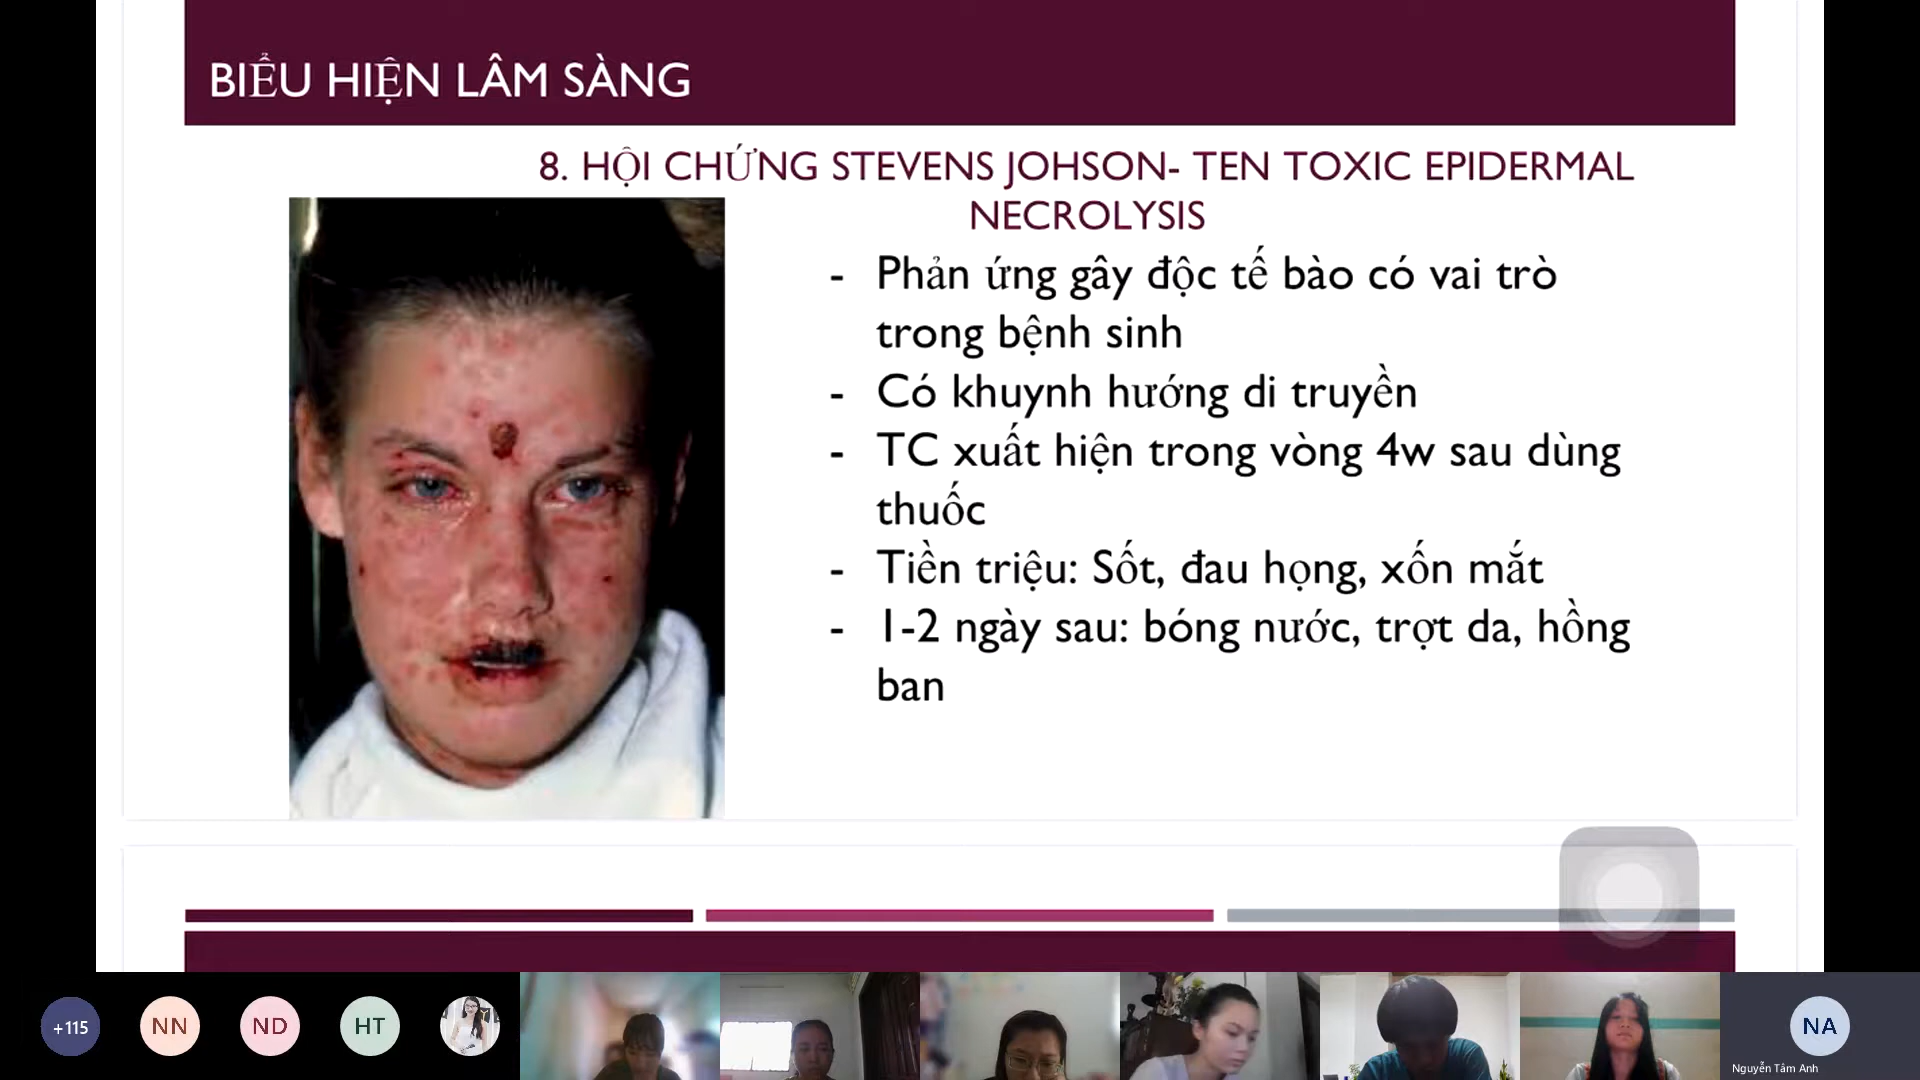 BIỂU HIỆN LÂM SÀNG
8. HỘI CHỨNG STEVENS JOHSON- TEN TOXIC EPIDERMAL
NECROLYSIS
- Phản ứng gây độc tế bào có vai trò
trong bệnh sinh
- Có khuynh hướng di truyền
- TC xuất hiện trong vòng 4w sau dùng
thuốc
- Tiền triệu: Sốt, đau họng, xốn mắt
- 1-2 ngày sau: bóng nước, trợt da, hồng
ban
+115
NN
ND
HT
NA
Nguyễn Tâm Anh